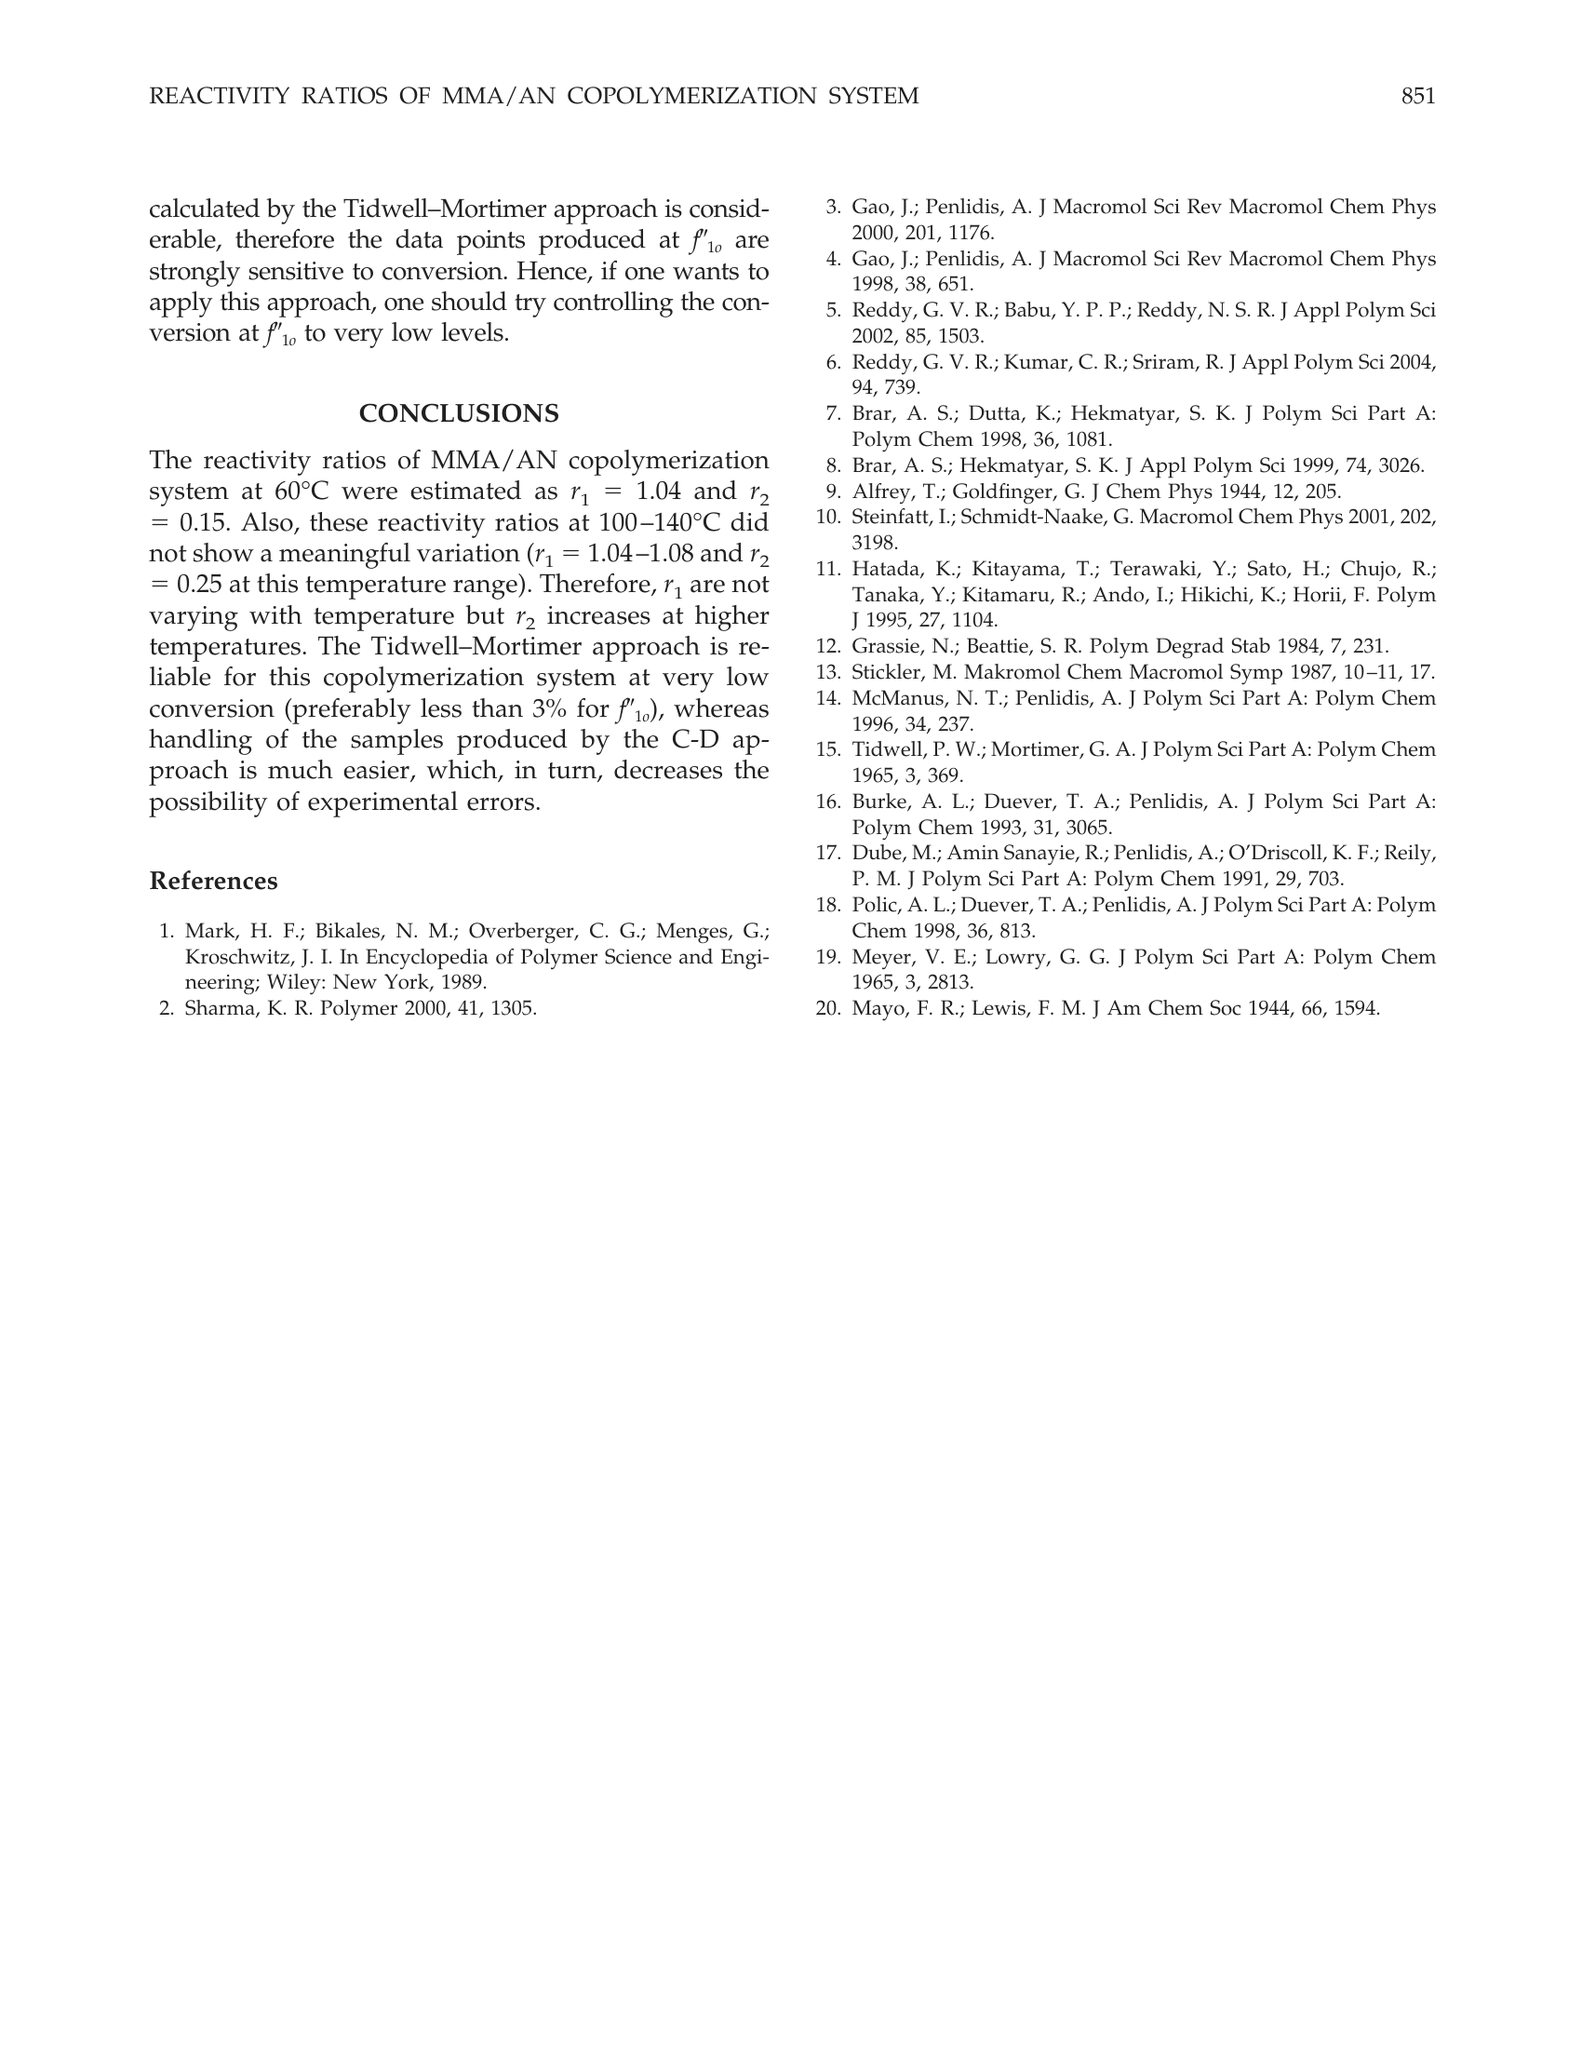 REACTIVITY RATIOS OF MMA/AN COPOLYMERIZATION SYSTEM 851
calculated by the Tidwell–Mortimer approach is consid-
erable, therefore the data points produced at f″1o are
strongly sensitive to conversion. Hence, if one wants to
apply this approach, one should try controlling the con-
version at f″1o to very low levels.
CONCLUSIONS
The reactivity ratios of MMA/AN copolymerization
system at 60°C were estimated as r1 = 1.04 and r2
= 0.15. Also, these reactivity ratios at 100–140°C did
not show a meaningful variation (r1 = 1.04–1.08 and r2
= 0.25 at this temperature range). Therefore, r1 are not
varying with temperature but r2 increases at higher
temperatures. The Tidwell–Mortimer approach is re-
liable for this copolymerization system at very low
conversion (preferably less than 3% for f″1o), whereas
handling of the samples produced by the C-D ap-
proach is much easier, which, in turn, decreases the
possibility of experimental errors.
References
1. Mark, H. F.; Bikales, N. M.; Overberger, C. G.; Menges, G.;
Kroschwitz, J. I. In Encyclopedia of Polymer Science and Engi-
neering; Wiley: New York, 1989.
2. Sharma, K. R. Polymer 2000, 41, 1305.
3. Gao, J.; Penlidis, A. J Macromol Sci Rev Macromol Chem Phys
2000, 201, 1176.
4. Gao, J.; Penlidis, A. J Macromol Sci Rev Macromol Chem Phys
1998, 38, 651.
5. Reddy, G. V. R.; Babu, Y. P. P.; Reddy, N. S. R. J Appl Polym Sci
2002, 85, 1503.
6. Reddy, G. V. R.; Kumar, C. R.; Sriram, R. J Appl Polym Sci 2004,
94, 739.
7. Brar, A. S.; Dutta, K.; Hekmatyar, S. K. J Polym Sci Part A:
Polym Chem 1998, 36, 1081.
8. Brar, A. S.; Hekmatyar, S. K. J Appl Polym Sci 1999, 74, 3026.
9. Alfrey, T.; Goldfinger, G. J Chem Phys 1944, 12, 205.
10. Steinfatt, I.; Schmidt-Naake, G. Macromol Chem Phys 2001, 202,
3198.
11. Hatada, K.; Kitayama, T.; Terawaki, Y.; Sato, H.; Chujo, R.;
Tanaka, Y.; Kitamaru, R.; Ando, I.; Hikichi, K.; Horii, F. Polym
J 1995, 27, 1104.
12. Grassie, N.; Beattie, S. R. Polym Degrad Stab 1984, 7, 231.
13. Stickler, M. Makromol Chem Macromol Symp 1987, 10–11, 17.
14. McManus, N. T.; Penlidis, A. J Polym Sci Part A: Polym Chem
1996, 34, 237.
15. Tidwell, P. W.; Mortimer, G. A. J Polym Sci Part A: Polym Chem
1965, 3, 369.
16. Burke, A. L.; Duever, T. A.; Penlidis, A. J Polym Sci Part A:
Polym Chem 1993, 31, 3065.
17. Dube, M.; Amin Sanayie, R.; Penlidis, A.; O’Driscoll, K. F.; Reily,
P. M. J Polym Sci Part A: Polym Chem 1991, 29, 703.
18. Polic, A. L.; Duever, T. A.; Penlidis, A. J Polym Sci Part A: Polym
Chem 1998, 36, 813.
19. Meyer, V. E.; Lowry, G. G. J Polym Sci Part A: Polym Chem
1965, 3, 2813.
20. Mayo, F. R.; Lewis, F. M. J Am Chem Soc 1944, 66, 1594.